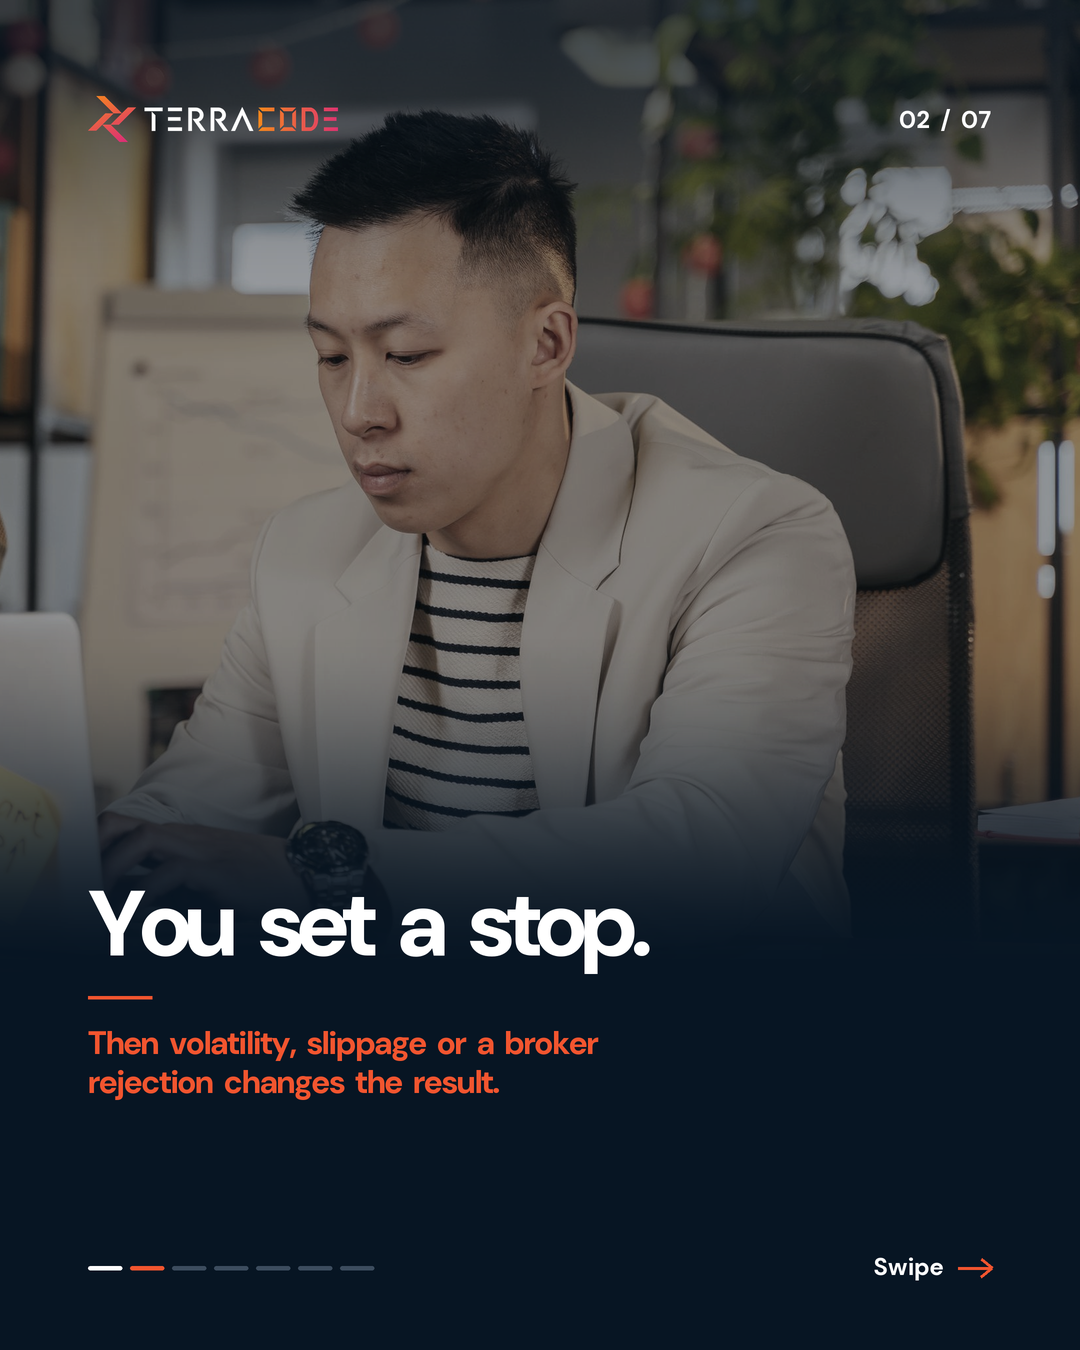 TERRACODE
02 / 07
You set a stop.
Then volatility, slippage or a broker
rejection changes the result.
Swipe